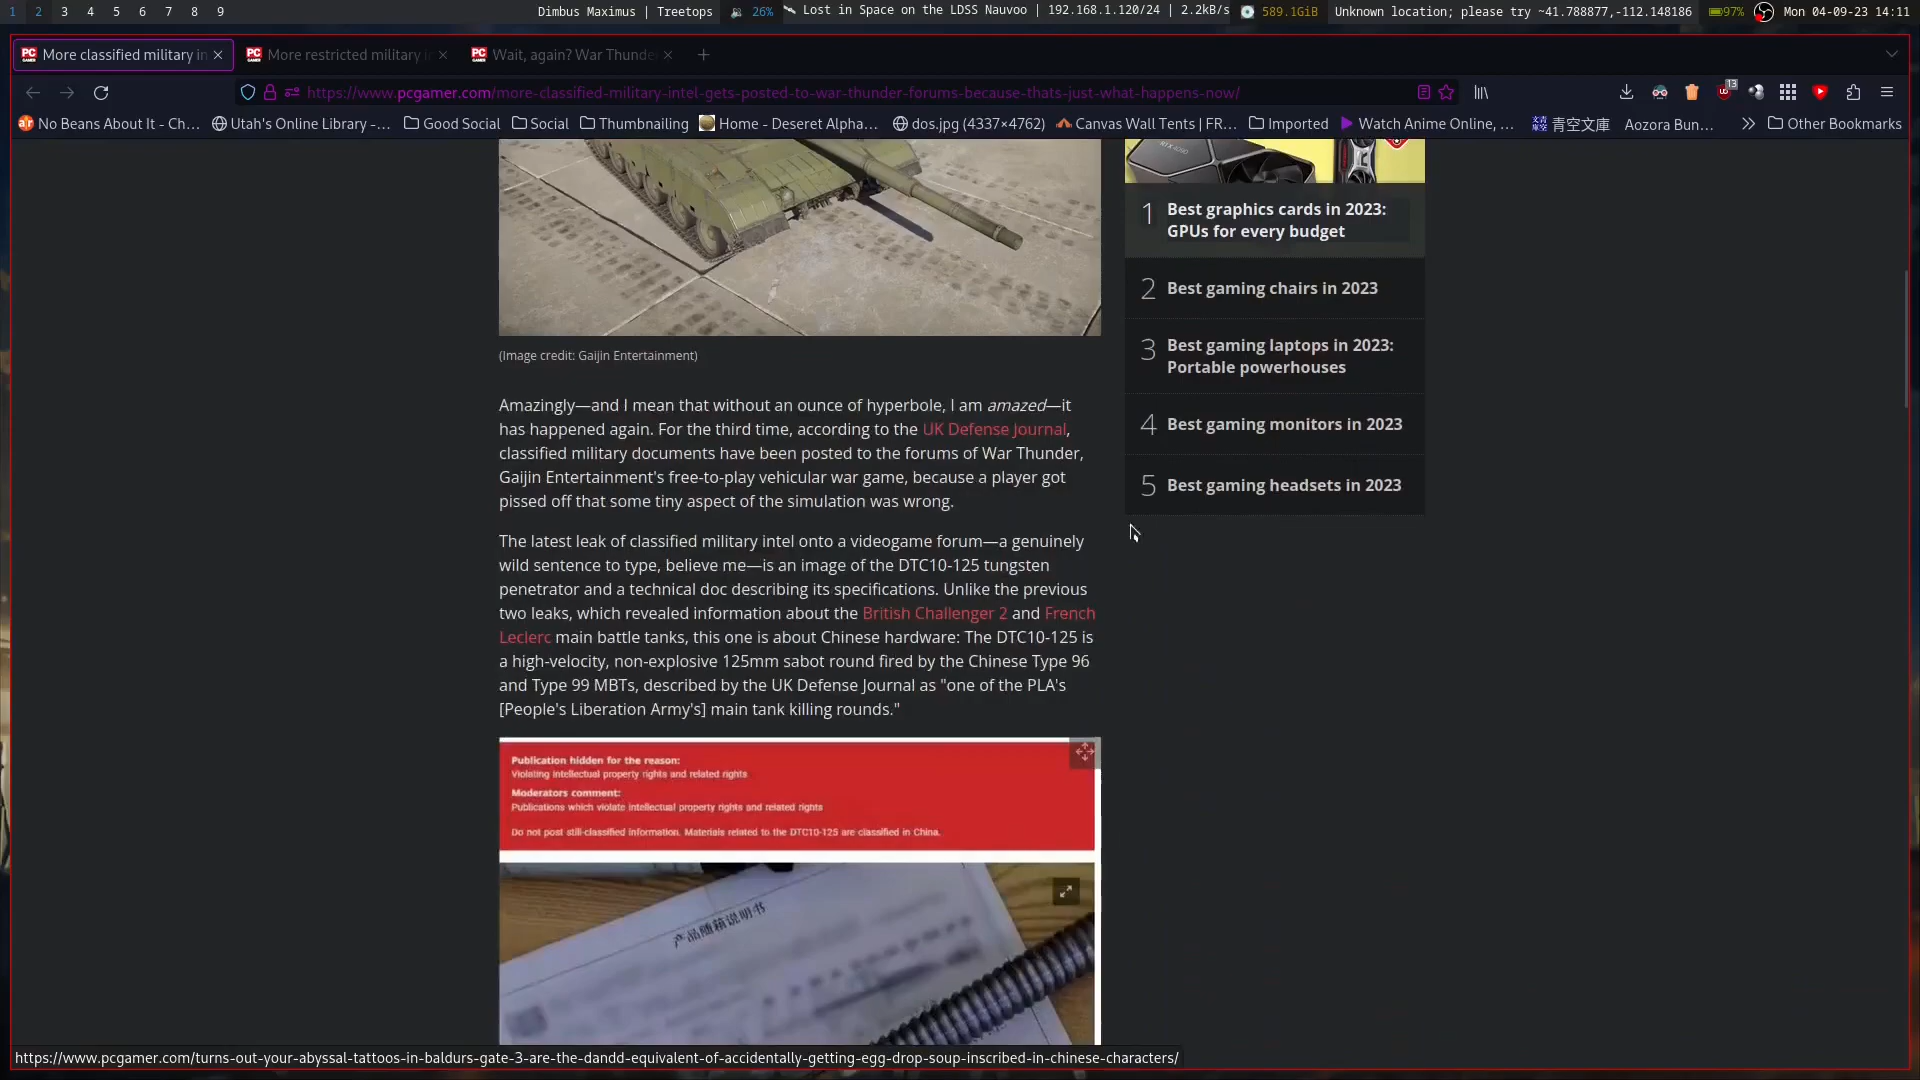 1 2 3 4 5 6 7 8 9
Dimbus Maximus | Treetops
26%
Lost in Space on the LDSS Nauvoo | 192.168.1.120/24 | 2.2kB/s
589.1GiB
Unknown location; please try ~41.788877,-112.148186
97%
Mon 04-09-23 14:11
PC GAMER More classified military in
PC GAMER More restricted military i
PC GAMER Wait, again? War Thunde
https://www.pcgamer.com/more-classified-military-intel-gets-posted-to-war-thunder-forums-because-thats-just-what-happens-now/
13
No Beans About It - Ch...
Utah's Online Library -...
Good Social
Social
Thumbnailing
Home - Deseret Alpha...
dos.jpg (4337×4762)
Canvas Wall Tents | FR...
Imported
Watch Anime Online, ...
青空文庫
Aozora Bun...
Other Bookmarks
(Image credit: Gaijin Entertainment)
Amazingly—and I mean that without an ounce of hyperbole, I am amazed—it
has happened again. For the third time, according to the UK Defense Journal,
classified military documents have been posted to the forums of War Thunder,
Gaijin Entertainment's free-to-play vehicular war game, because a player got
pissed off that some tiny aspect of the simulation was wrong.
The latest leak of classified military intel onto a videogame forum—a genuinely
wild sentence to type, believe me—is an image of the DTC10-125 tungsten
penetrator and a technical doc describing its specifications. Unlike the previous
two leaks, which revealed information about the British Challenger 2 and French
Leclerc main battle tanks, this one is about Chinese hardware: The DTC10-125 is
a high-velocity, non-explosive 125mm sabot round fired by the Chinese Type 96
and Type 99 MBTs, described by the UK Defense Journal as "one of the PLA's
[People's Liberation Army's] main tank killing rounds."
Publication hidden for the reason:
Violating intellectual property rights and related rights
Moderators comment:
Publications which violate intellectual property rights and related rights
Do not post still-classified information. Materials related to the DTC10-125 are classified in China.
产品随箱说明书
1 Best graphics cards in 2023:
GPUs for every budget
2 Best gaming chairs in 2023
3 Best gaming laptops in 2023:
Portable powerhouses
4 Best gaming monitors in 2023
5 Best gaming headsets in 2023
https://www.pcgamer.com/turns-out-your-abyssal-tattoos-in-baldurs-gate-3-are-the-dandd-equivalent-of-accidentally-getting-egg-drop-soup-inscribed-in-chinese-characters/